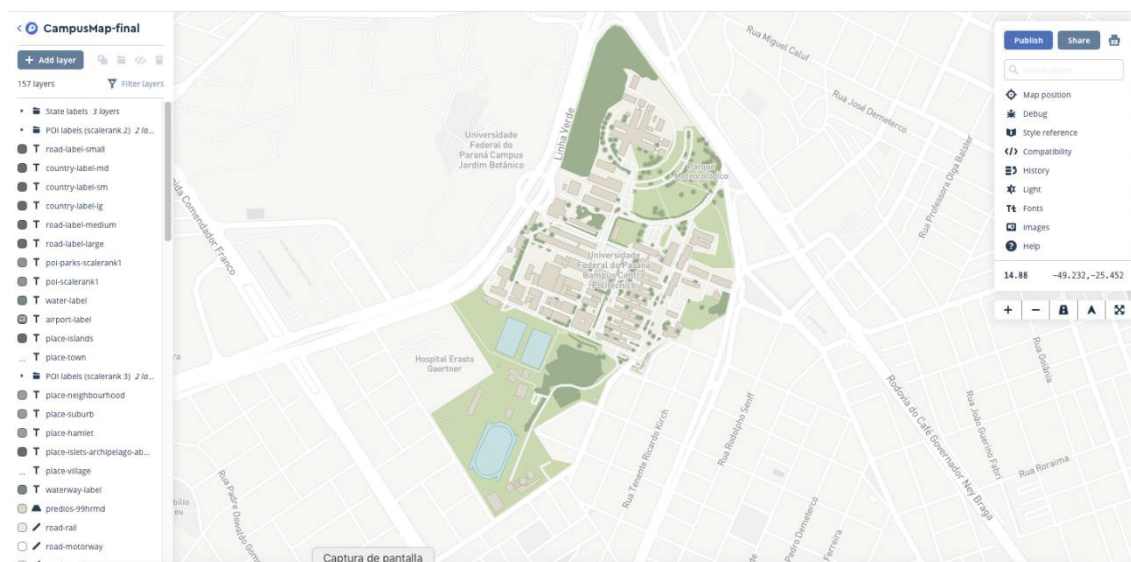 CampusMap-final
Add layer
157 layers
Filter layers
State labels 3 layers
POI labels (scalerank 2) 2 la...
road-label-small
country-label-md
country-label-sm
country-label-lg
road-label-medium
road-label-large
poi-parks-scalerank1
poi-scalerank1
water-label
airport-label
place-islands
place-town
POI labels (scalerank 3) 2 la...
place-neighbourhood
place-suburb
place-hamlet
place-islets-archipelago-ab...
place-village
waterway-label
predios-99hrmd
road-rail
road-motorway
Rua Miguel Caluf
Rua José Demeterco
Rua Professora Olga Balster
Linha Verde
Universidade
Federal do
Paraná Campus
Jardim Botânico
Parque
Meteorológico
Comendador Franco
Universidade
Federal do Paraná
Campus Centro
Politécnico
Hospital Erasto
Gaertner
Rua Tenente Ricardo Kirch
Rua Rodolpho Senff
Rodovia do Café Governador Ney Braga
Rua Goiânia
Rua João Guerino Fabri
Rua Roraima
Rua Padre Oswaldo Gom
Pedro Demeterco
Ferreira
Captura de pantalla
Publish
Share
Search places
Map position
Debug
Style reference
Compatibility
History
Light
Fonts
Images
Help
14.88
-49.232,-25.452